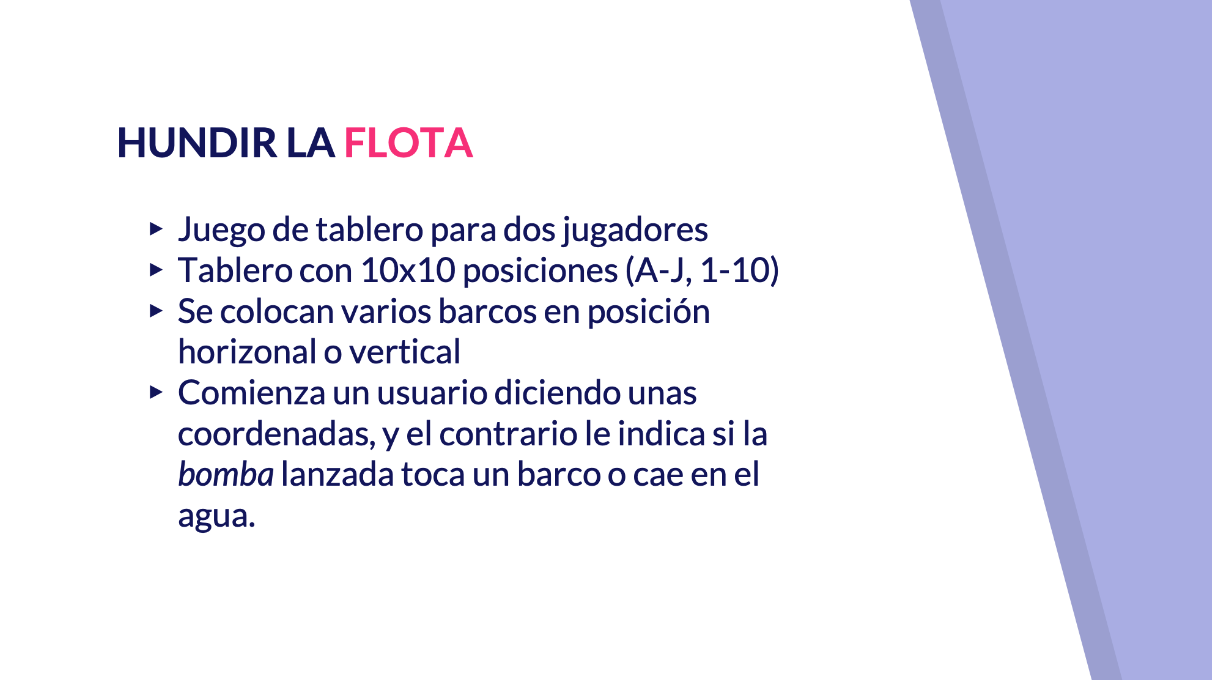 HUNDIR LA FLOTA
▸ Juego de tablero para dos jugadores
▸ Tablero con 10x10 posiciones (A-J, 1-10)
▸ Se colocan varios barcos en posición
horizonal o vertical
▸ Comienza un usuario diciendo unas
coordenadas, y el contrario le indica si la
bomba lanzada toca un barco o cae en el
agua.